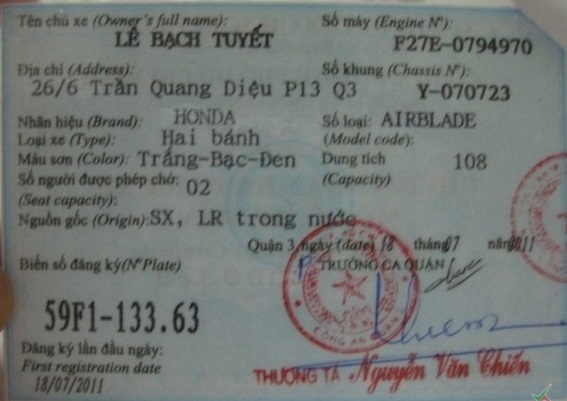 Tên chủ xe (Owner's full name): Số máy (Engine Nº):
LÊ BẠCH TUYẾT F27E-0794970
Địa chỉ (Address): Số khung (Chassis Nº):
26/6 Trần Quang Diệu P13 Q3 Y-070723
Nhãn hiệu (Brand): HONDA Số loại: AIRBLADE
Loại xe (Type): Hai bánh (Model code):
Màu sơn (Color): Trắng-Bạc-Đen Dung tích 108
Số người được phép chở: 02 (Capacity)
(Seat capacity):
Nguồn gốc (Origin): SX, LR trong nước
Quận 3, ngày (date) 18 tháng 07 năm 2011
Biển số đăng ký (NºPlate) TRƯỞNG CA QUẬN
59F1-133.63
CÔNG AN
Đăng ký lần đầu ngày:
First registration date
18/07/2011
THƯỢNG TÁ Nguyễn Văn Chiến